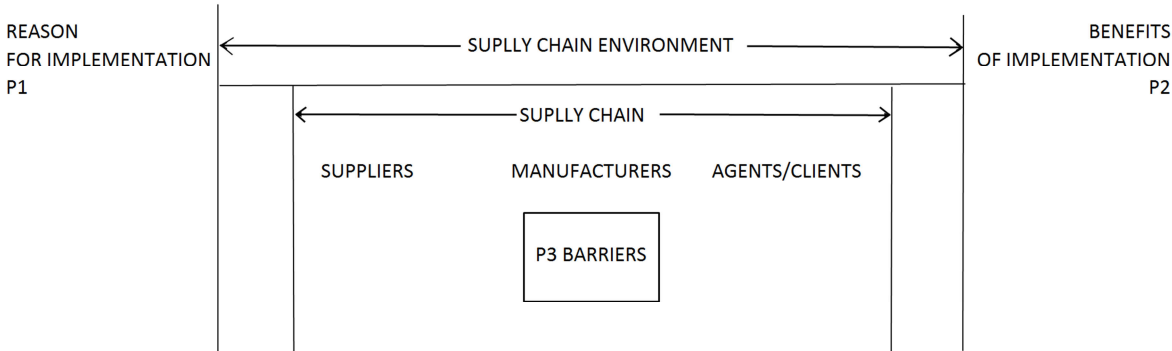 REASON
FOR IMPLEMENTATION
P1
SUPLLY CHAIN ENVIRONMENT
BENEFITS
OF IMPLEMENTATION
P2
SUPLLY CHAIN
SUPPLIERS MANUFACTURERS AGENTS/CLIENTS
P3 BARRIERS